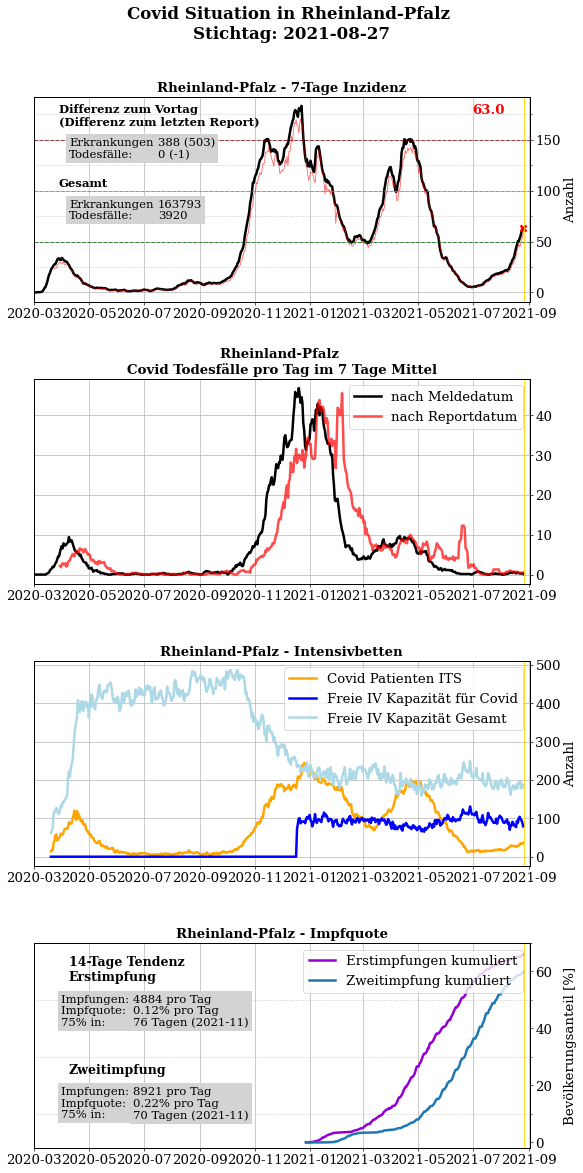 Covid Situation in Rheinland-Pfalz
Stichtag: 2021-08-27
Rheinland-Pfalz - 7-Tage Inzidenz
Differenz zum Vortag
(Differenz zum letzten Report)
63.0
Erkrankungen 388 (503)
Todesfälle: 0 (-1)
Gesamt
Erkrankungen 163793
Todesfälle: 3920
150
100
50
0
Anzahl
2020-03 2020-05 2020-07 2020-09 2020-11 2021-01 2021-03 2021-05 2021-07 2021-09
Rheinland-Pfalz
Covid Todesfälle pro Tag im 7 Tage Mittel
nach Meldedatum
nach Reportdatum
40
30
20
10
0
2020-03 2020-05 2020-07 2020-09 2020-11 2021-01 2021-03 2021-05 2021-07 2021-09
Rheinland-Pfalz - Intensivbetten
Covid Patienten ITS
Freie IV Kapazität für Covid
Freie IV Kapazität Gesamt
500
400
300
200
100
0
Anzahl
2020-03 2020-05 2020-07 2020-09 2020-11 2021-01 2021-03 2021-05 2021-07 2021-09
Rheinland-Pfalz - Impfquote
14-Tage Tendenz
Erstimpfung
Erstimpfungen kumuliert
Zweitimpfung kumuliert
Impfungen: 4884 pro Tag
Impfquote: 0.12% pro Tag
75% in: 76 Tagen (2021-11)
Zweitimpfung
Impfungen: 8921 pro Tag
Impfquote: 0.22% pro Tag
75% in: 70 Tagen (2021-11)
60
40
20
0
Bevölkerungsanteil [%]
2020-03 2020-05 2020-07 2020-09 2020-11 2021-01 2021-03 2021-05 2021-07 2021-09